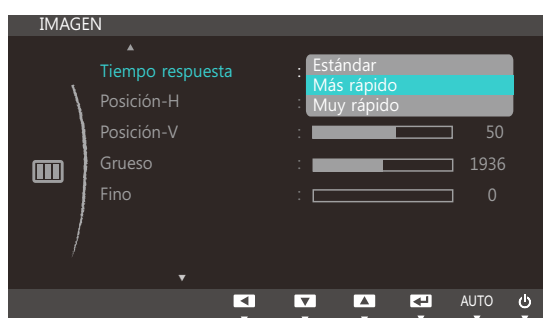 IMAGEN
Tiempo respuesta : Estándar
Más rápido
Posición-H : Muy rápido
Posición-V : 50
Grueso : 1936
Fino : 0
AUTO